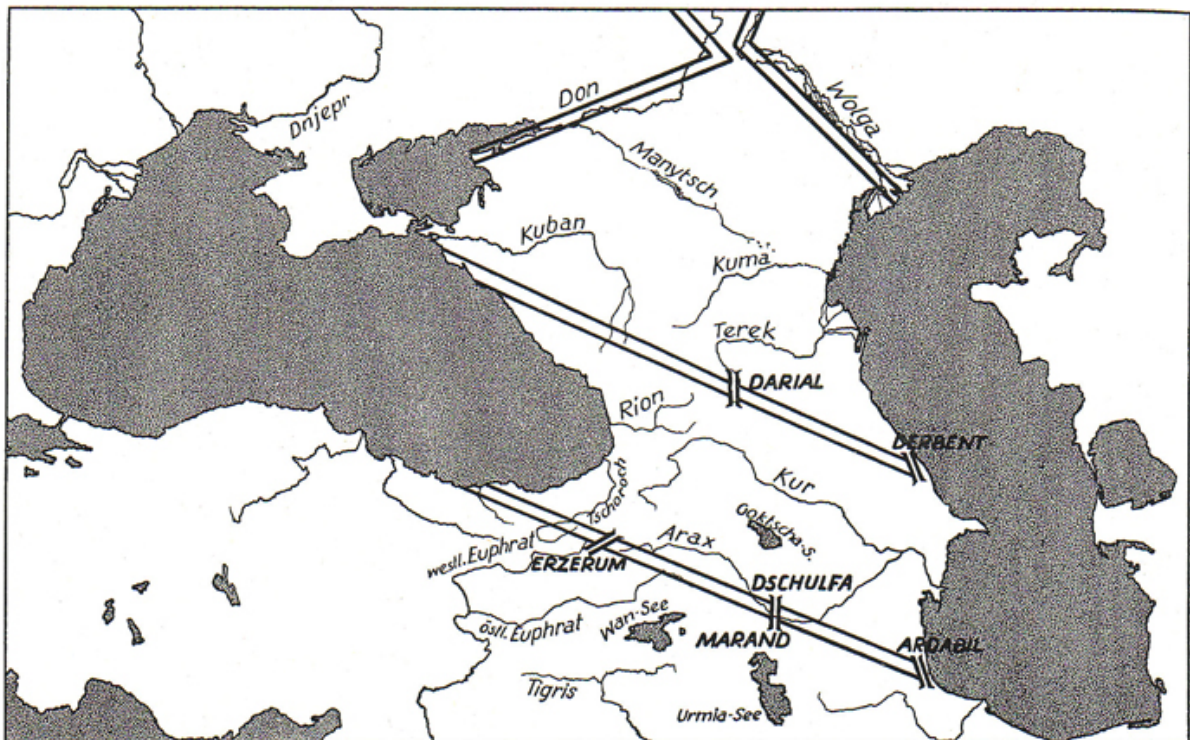 Don
Wolga
Dnjepr
Manytsch
Kuban
Kuma
Terek
DARIAL
Rion
DERBENT
Kur
Tschoroch
Goktscha-s.
Arax
westl. Euphrat
ERZERUM
DSCHULFA
östl. Euphrat
Wan-See
MARAND
ARDABIL
Tigris
Urmia-See